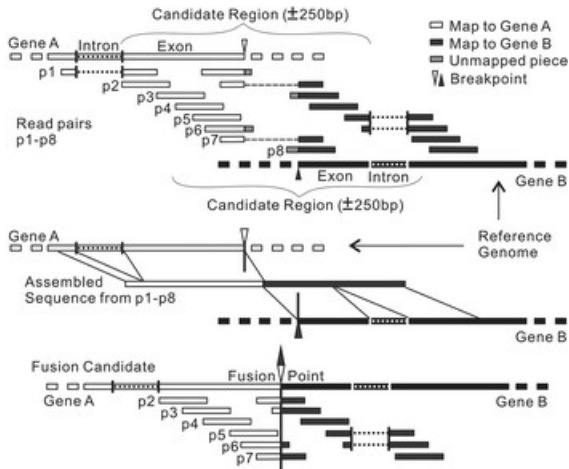 Candidate Region (±250bp)
Gene A
Intron
Exon
Map to Gene A
Map to Gene B
Unmapped piece
Breakpoint
p1
p2
p3
p4
p5
p6
p7
p8
Read pairs
p1-p8
Exon
Intron
Gene B
Candidate Region (±250bp)
Gene A
Reference
Genome
Assembled
Sequence from p1-p8
Gene B
Fusion Candidate
Fusion Point
Gene A
Gene B
p2
p3
p4
p5
p6
p7